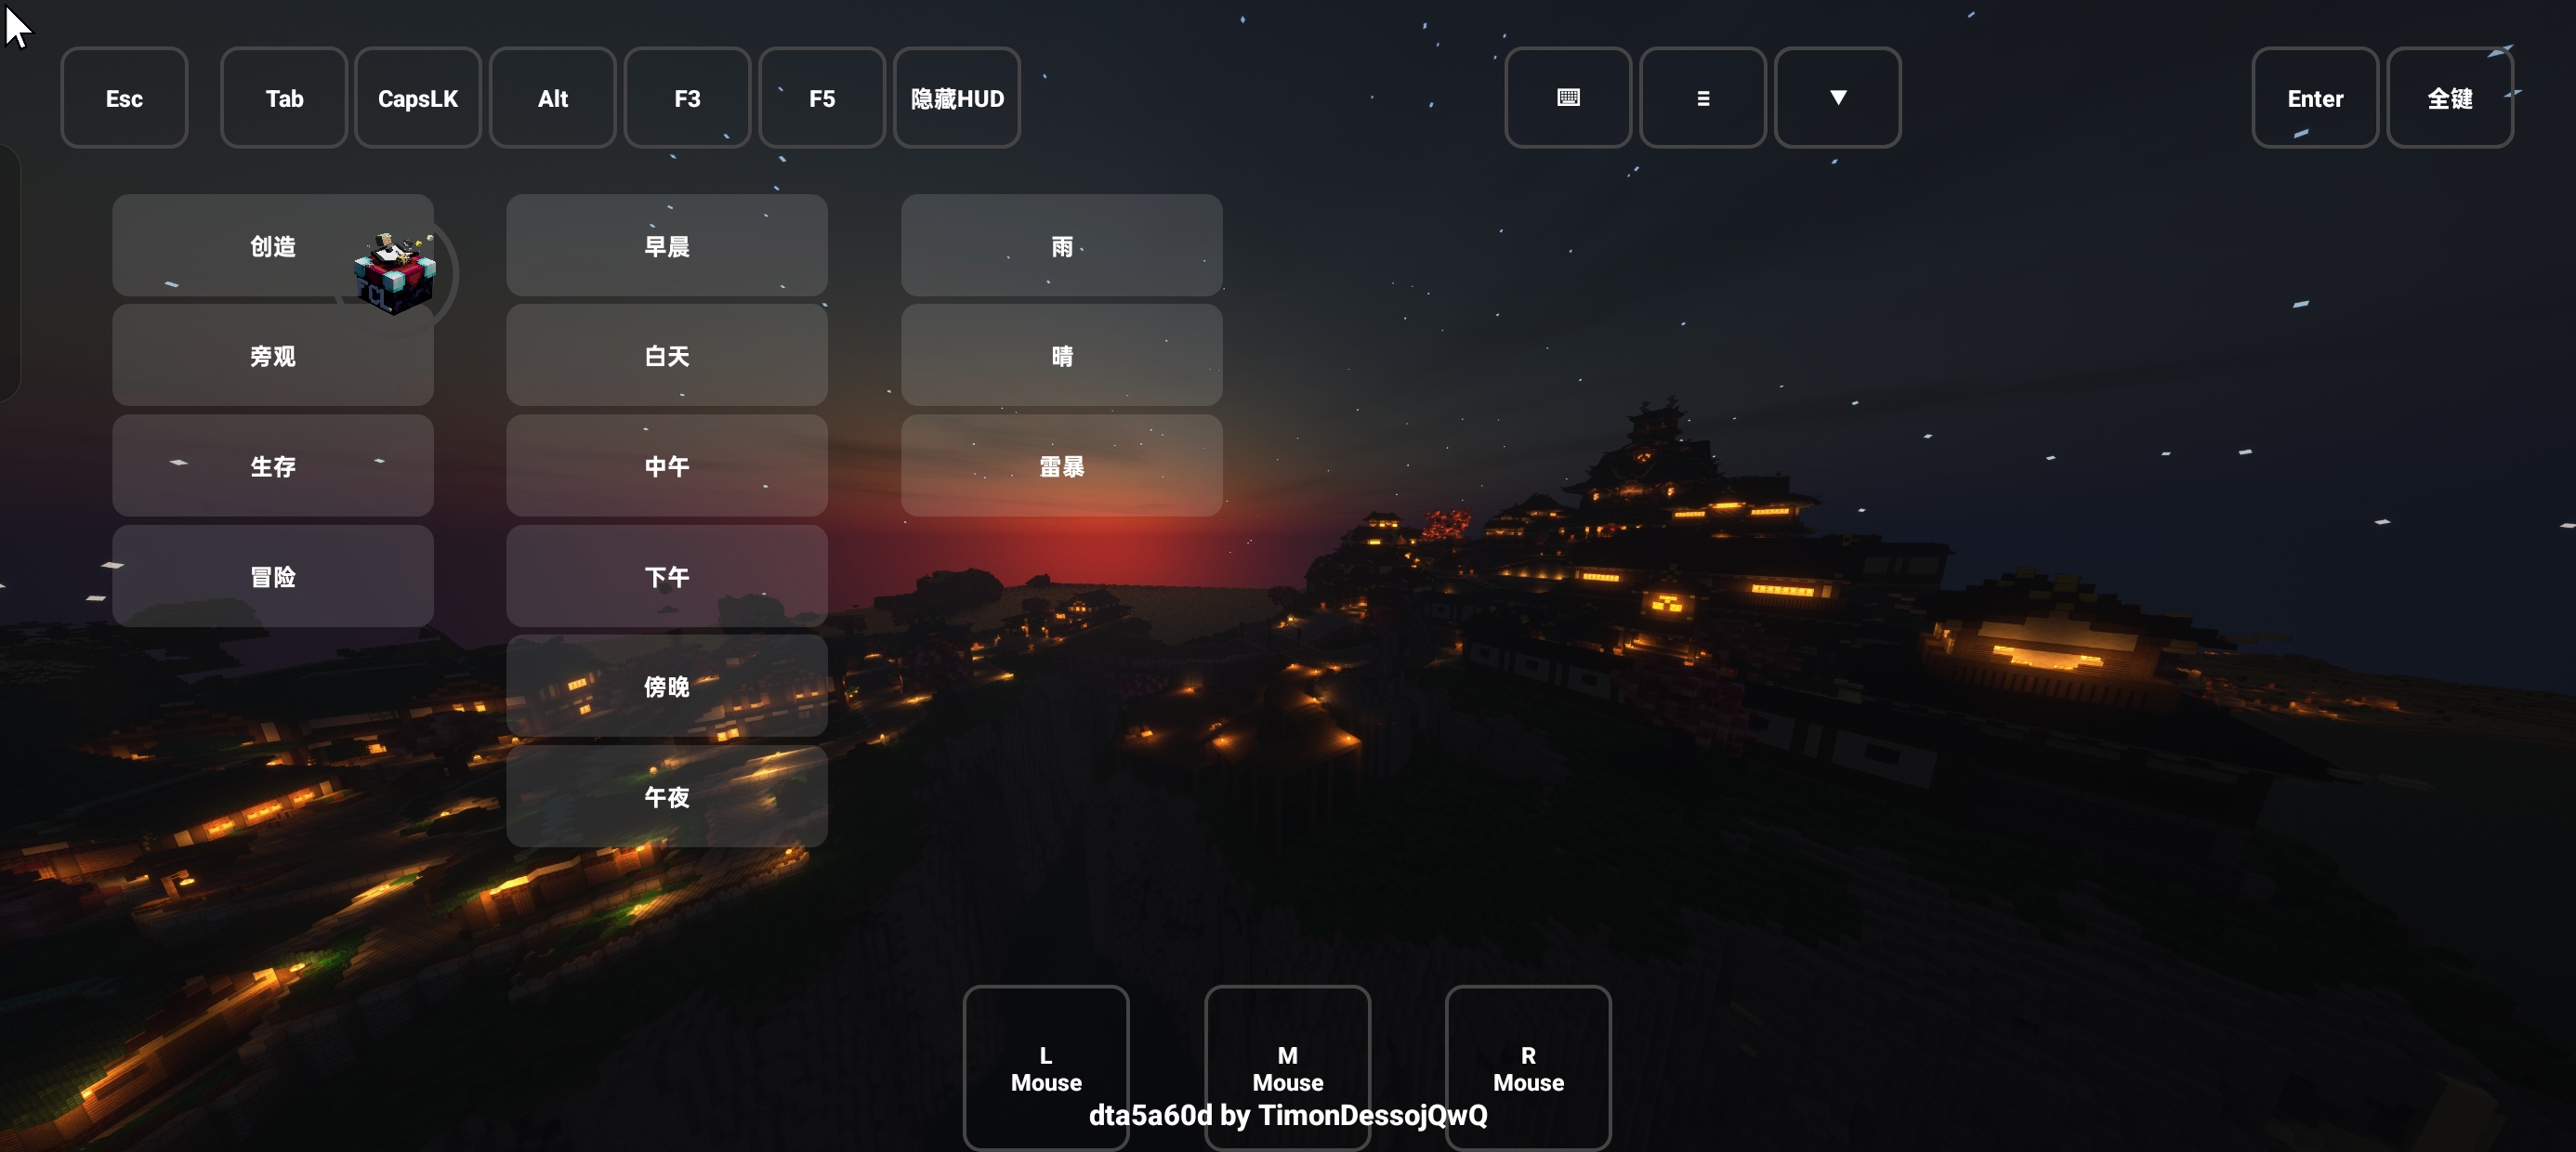 Esc
Tab
CapsLK
Alt
F3
F5
隐藏HUD
Enter
全键
创造
早晨
雨
FCL
旁观
白天
晴
生存
中午
雷暴
冒险
下午
傍晚
午夜
L
Mouse
M
Mouse
R
Mouse
dta5a60d by TimonDessojQwQ